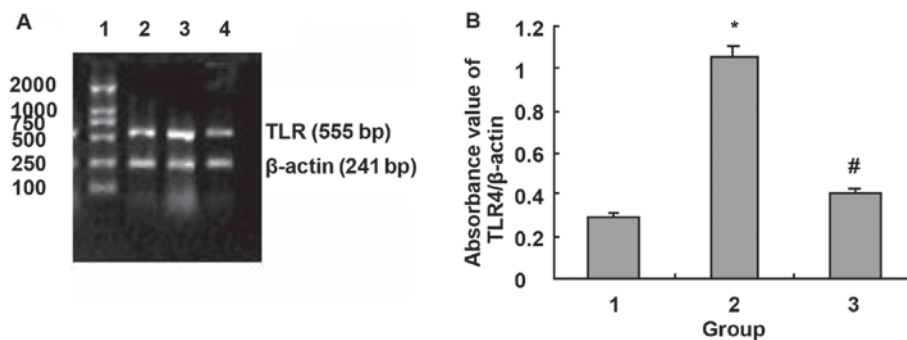 A
1 2 3 4
2000
1000
750
500
250
100
TLR (555 bp)
β-actin (241 bp)
B
Absorbance value of
TLR4/β-actin
1.2
1
0.8
0.6
0.4
0.2
0
*
#
1 2 3
Group